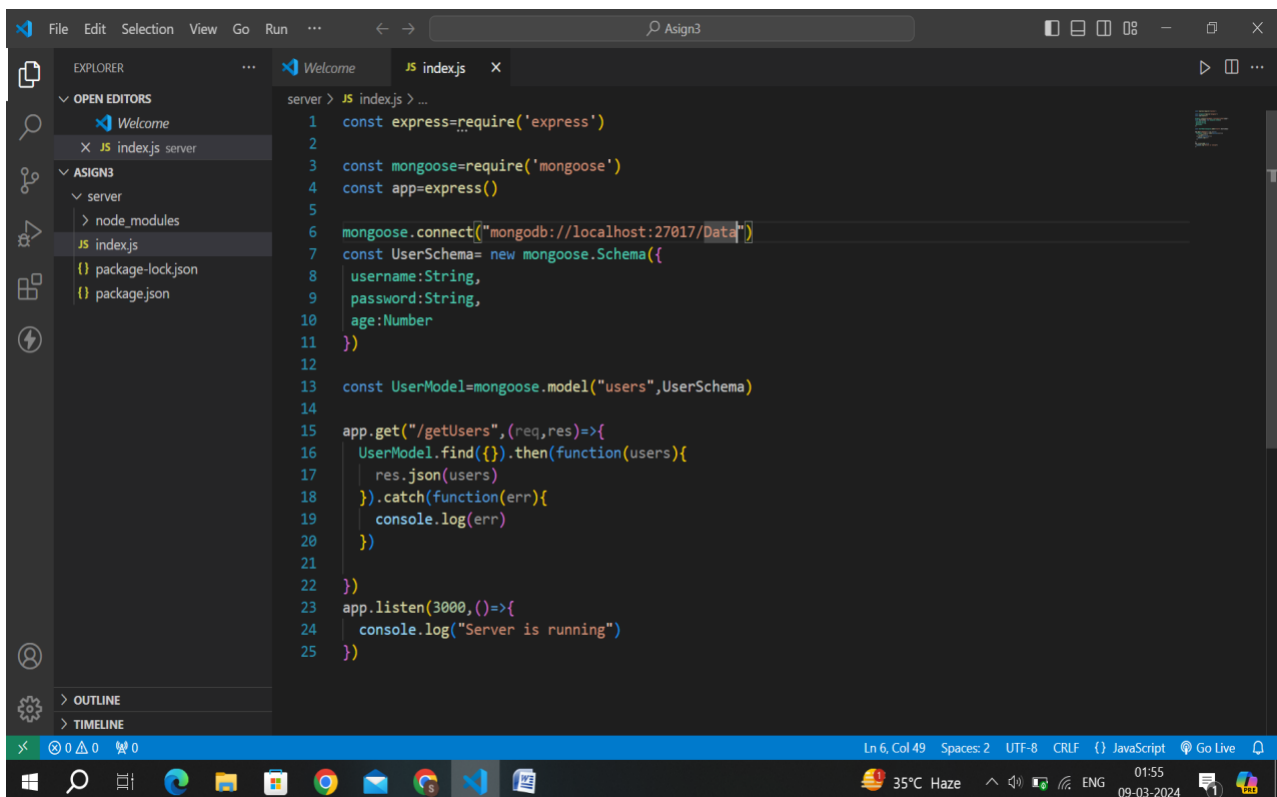 File Edit Selection View Go Run ··· Asign3
EXPLORER ···
Welcome
JS index.js
OPEN EDITORS
Welcome
JS index.js server
ASIGN3
server
node_modules
JS index.js
{} package-lock.json
{} package.json
OUTLINE
TIMELINE
server > JS index.js > ...
1 const express=require('express')
2
3 const mongoose=require('mongoose')
4 const app=express()
5
6 mongoose.connect("mongodb://localhost:27017/Data")
7 const UserSchema= new mongoose.Schema({
8 username:String,
9 password:String,
10 age:Number
11 })
12
13 const UserModel=mongoose.model("users",UserSchema)
14
15 app.get("/getUsers",(req,res)=>{
16 UserModel.find({}).then(function(users){
17 res.json(users)
18 }).catch(function(err){
19 console.log(err)
20 })
21
22 })
23 app.listen(3000,()=>{
24 console.log("Server is running")
25 })
0 0 0 Ln 6, Col 49 Spaces: 2 UTF-8 CRLF {} JavaScript Go Live
35°C Haze ENG 01:55
09-03-2024